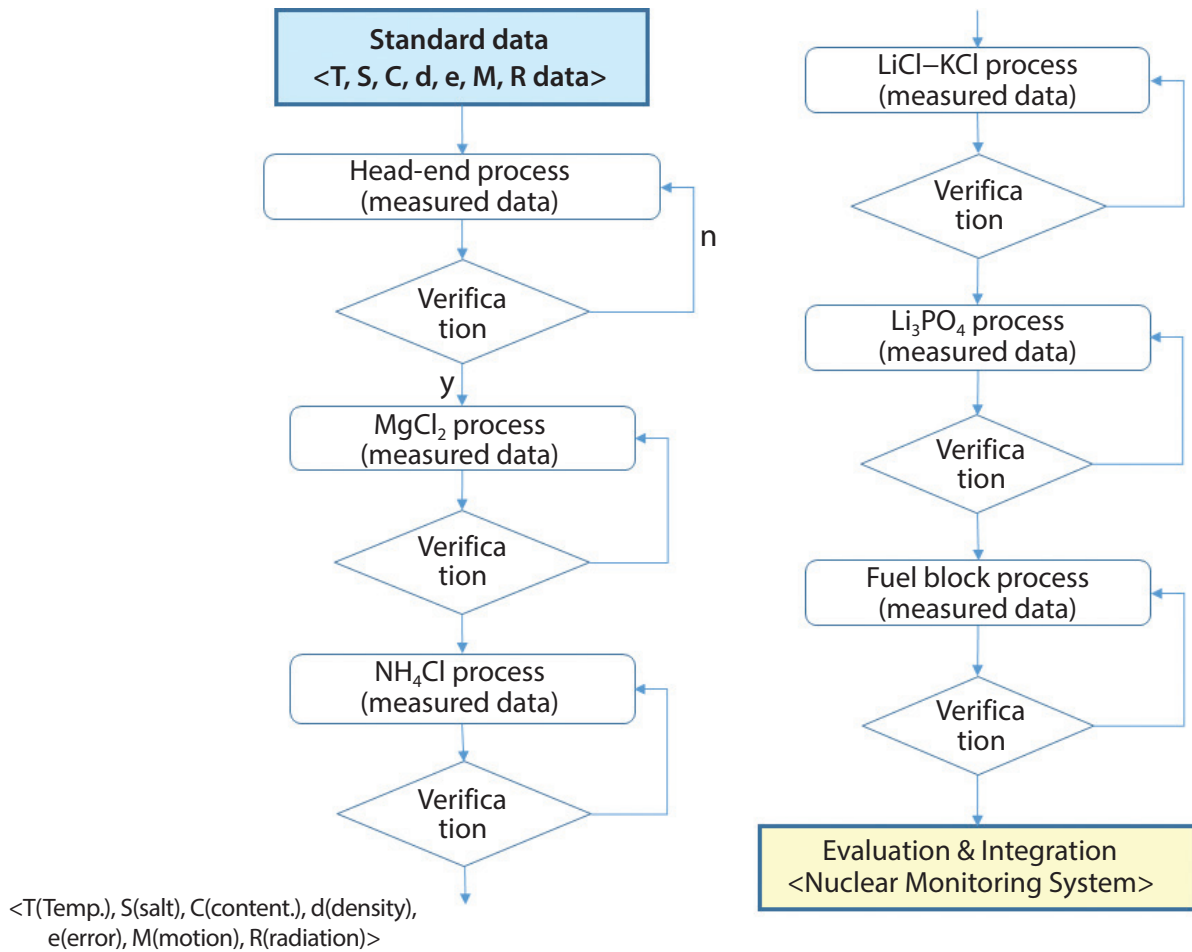 Standard data
<T, S, C, d, e, M, R data>
Head-end process
(measured data)
n
Verifica
tion
y
MgCl₂ process
(measured data)
Verifica
tion
NH₄Cl process
(measured data)
Verifica
tion
<T(Temp.), S(salt), C(content.), d(density),
e(error), M(motion), R(radiation)>
LiCl–KCl process
(measured data)
Verifica
tion
Li₃PO₄ process
(measured data)
Verifica
tion
Fuel block process
(measured data)
Verifica
tion
Evaluation & Integration
<Nuclear Monitoring System>